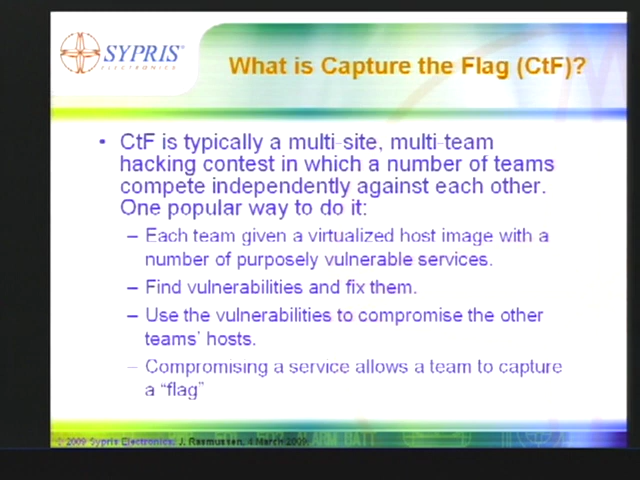 SYPRIS®
ELECTRONICS
What is Capture the Flag (CtF)?
• CtF is typically a multi-site, multi-team
hacking contest in which a number of teams
compete independently against each other.
One popular way to do it:
– Each team given a virtualized host image with a
number of purposely vulnerable services.
– Find vulnerabilities and fix them.
– Use the vulnerabilities to compromise the other
teams’ hosts.
– Compromising a service allows a team to capture
a “flag”
© 2009 Sypris Electronics, J. Rasmussen, 4 March 2009